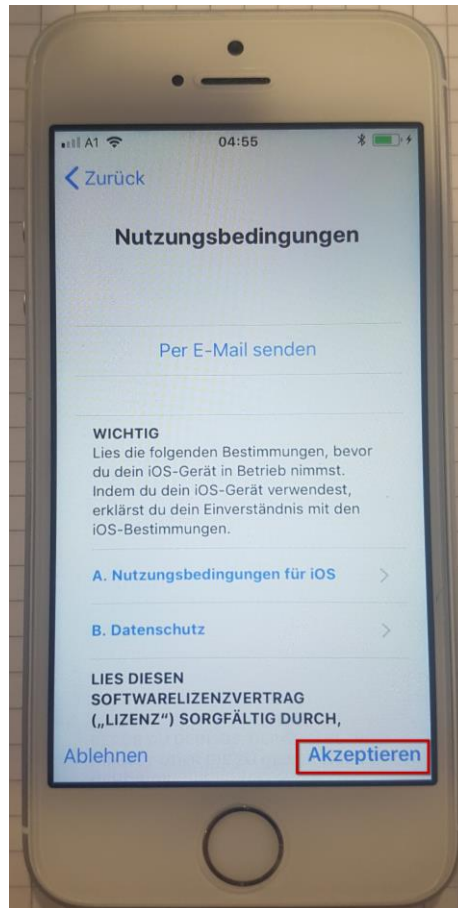 A1 04:55
Zurück
Nutzungsbedingungen
Per E-Mail senden
WICHTIG
Lies die folgenden Bestimmungen, bevor
du dein iOS-Gerät in Betrieb nimmst.
Indem du dein iOS-Gerät verwendest,
erklärst du dein Einverständnis mit den
iOS-Bestimmungen.
A. Nutzungsbedingungen für iOS
B. Datenschutz
LIES DIESEN
SOFTWARELIZENZVERTRAG
(„LIZENZ“) SORGFÄLTIG DURCH,
Ablehnen Akzeptieren